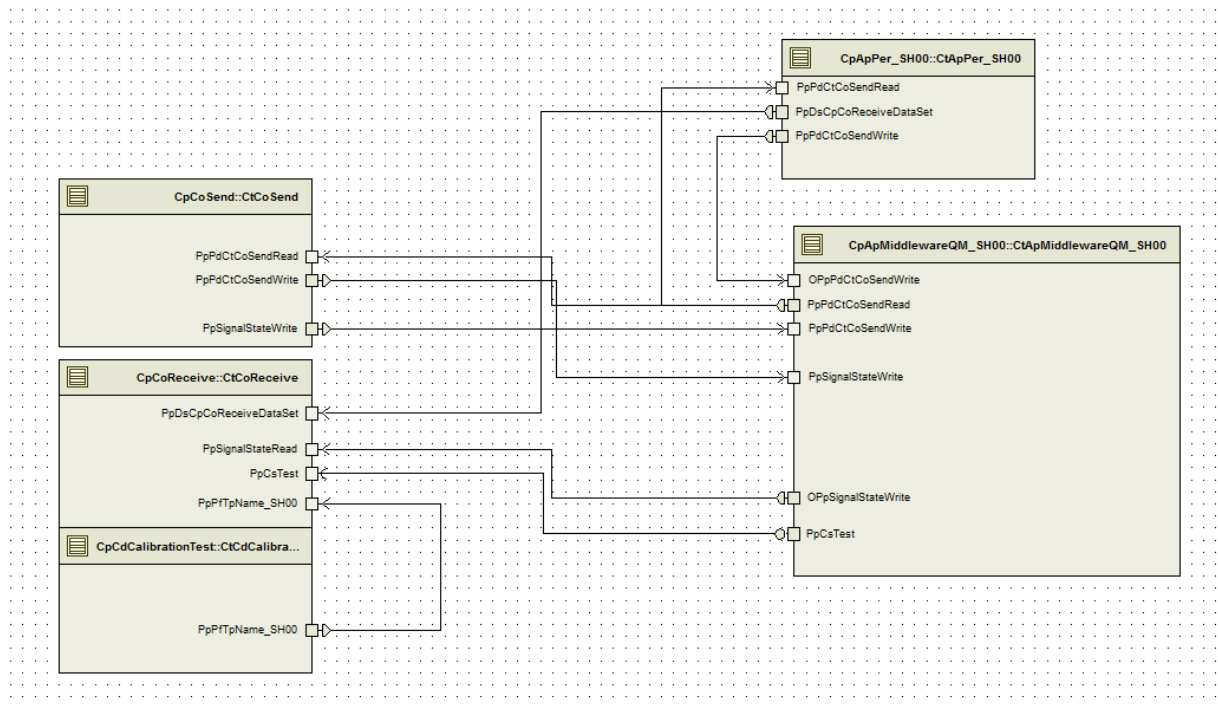 CpApPer_SH00::CtApPer_SH00
PpPdCtCoSendRead
PpDsCpCoReceiveDataSet
PpPdCtCoSendWrite
CpCoSend::CtCoSend
PpPdCtCoSendRead
PpPdCtCoSendWrite
PpSignalStateWrite
CpApMiddlewareQM_SH00::CtApMiddlewareQM_SH00
OPpPdCtCoSendWrite
PpPdCtCoSendRead
PpPdCtCoSendWrite
PpSignalStateWrite
OPpSignalStateWrite
PpCsTest
CpCoReceive::CtCoReceive
PpDsCpCoReceiveDataSet
PpSignalStateRead
PpCsTest
PpPfTpName_SH00
CpCdCalibrationTest::CtCdCalibra...
PpPfTpName_SH00